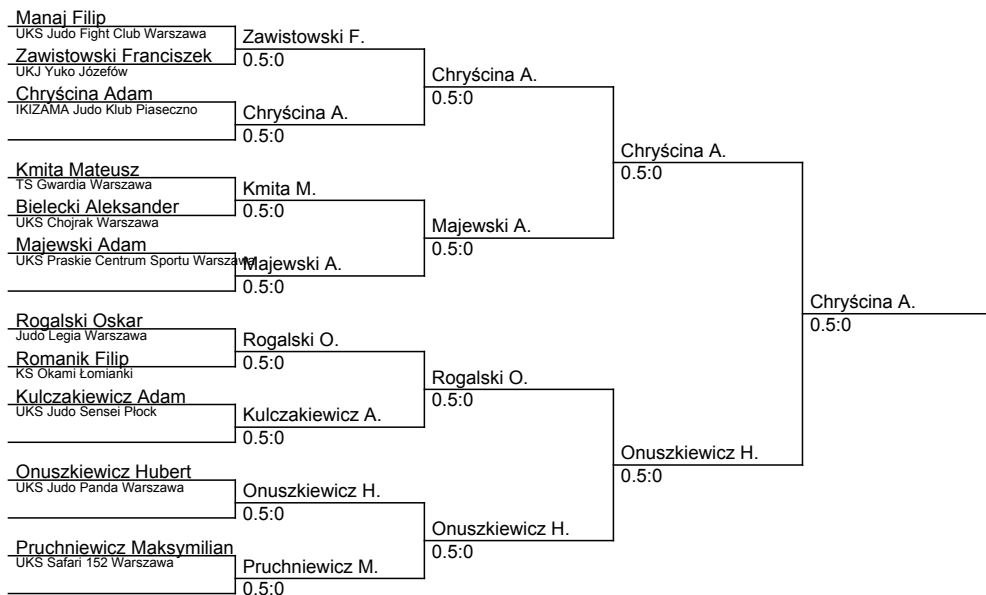 Manaj Filip
UKS Judo Fight Club Warszawa
Zawistowski Franciszek
UKJ Yuko Józefów
Chryścina Adam
IKIZAMA Judo Klub Piaseczno
Kmita Mateusz
TS Gwardia Warszawa
Bielecki Aleksander
UKS Chojrak Warszawa
Majewski Adam
UKS Praskie Centrum Sportu Warszawa
Rogalski Oskar
Judo Legia Warszawa
Romanik Filip
KS Okami Łomianki
Kulczakiewicz Adam
UKS Judo Sensei Płock
Onuszkiewicz Hubert
UKS Judo Panda Warszawa
Pruchniewicz Maksymilian
UKS Safari 152 Warszawa
Zawistowski F.
0.5:0
Chryścina A.
0.5:0
Kmita M.
0.5:0
Majewski A.
0.5:0
Rogalski O.
0.5:0
Kulczakiewicz A.
0.5:0
Onuszkiewicz H.
0.5:0
Pruchniewicz M.
0.5:0
Chryścina A.
0.5:0
Majewski A.
0.5:0
Rogalski O.
0.5:0
Onuszkiewicz H.
0.5:0
Chryścina A.
0.5:0
Onuszkiewicz H.
0.5:0
Chryścina A.
0.5:0